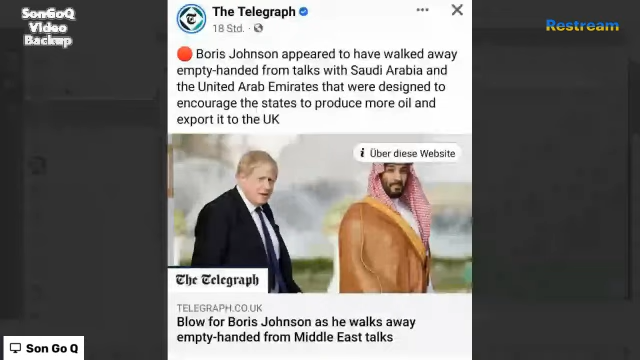 SonGoQ
Video
Backup
The Telegraph
18 Std. ·
Restream
Boris Johnson appeared to have walked away
empty-handed from talks with Saudi Arabia and
the United Arab Emirates that were designed to
encourage the states to produce more oil and
export it to the UK
i Über diese Website
The Telegraph
TELEGRAPH.CO.UK
Blow for Boris Johnson as he walks away
empty-handed from Middle East talks
Son Go Q